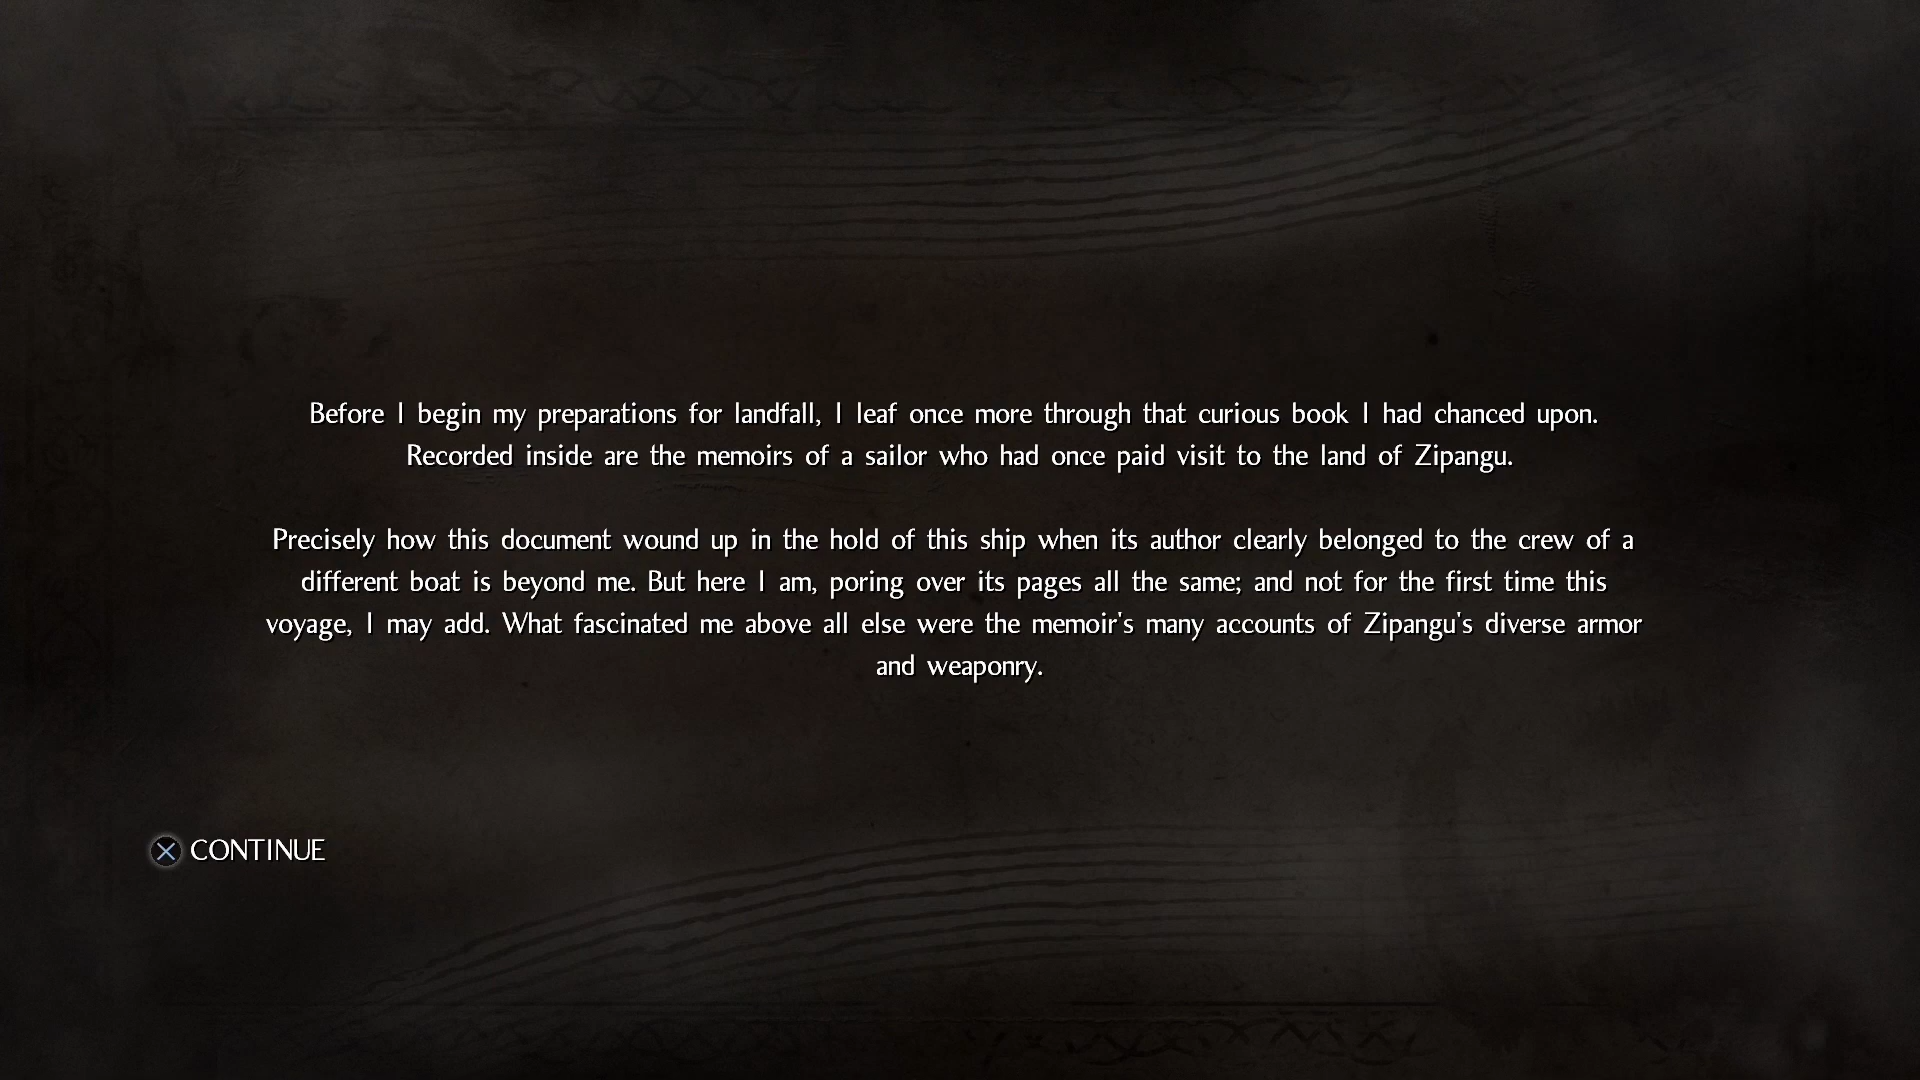 Before I begin my preparations for landfall, I leaf once more through that curious book I had chanced upon.
Recorded inside are the memoirs of a sailor who had once paid visit to the land of Zipangu.
Precisely how this document wound up in the hold of this ship when its author clearly belonged to the crew of a
different boat is beyond me. But here I am, poring over its pages all the same; and not for the first time this
voyage, I may add. What fascinated me above all else were the memoir's many accounts of Zipangu's diverse armor
and weaponry.
CONTINUE